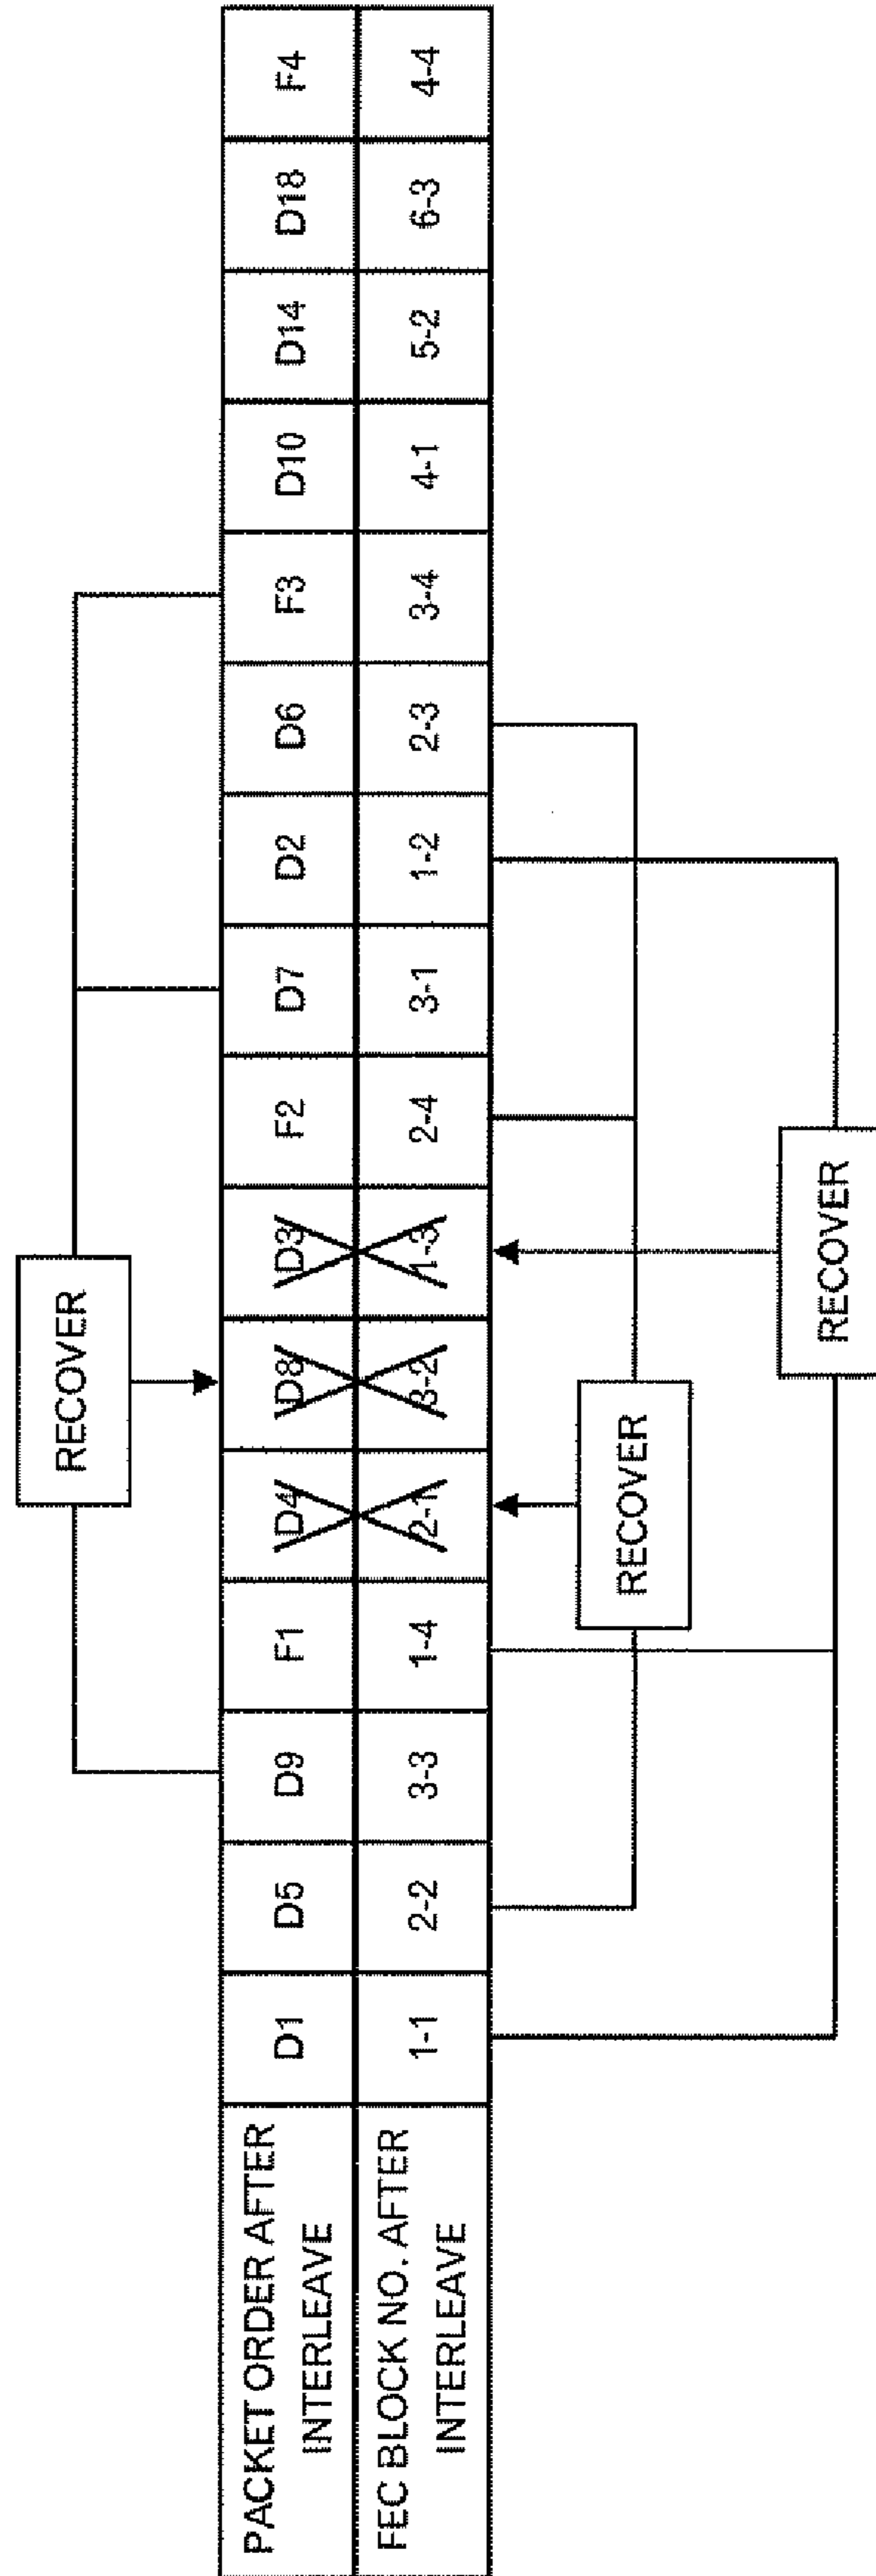 RECOVER
PACKET ORDER AFTER
INTERLEAVE
D1 D5 D9 F1 D4 D8 D3 F2 D7 D2 D6 F3 D10 D14 D18 F4
FEC BLOCK NO. AFTER
INTERLEAVE
1-1 2-2 3-3 1-4 2-1 3-2 1-3 2-4 3-1 1-2 2-3 3-4 4-1 5-2 6-3 4-4
RECOVER
RECOVER